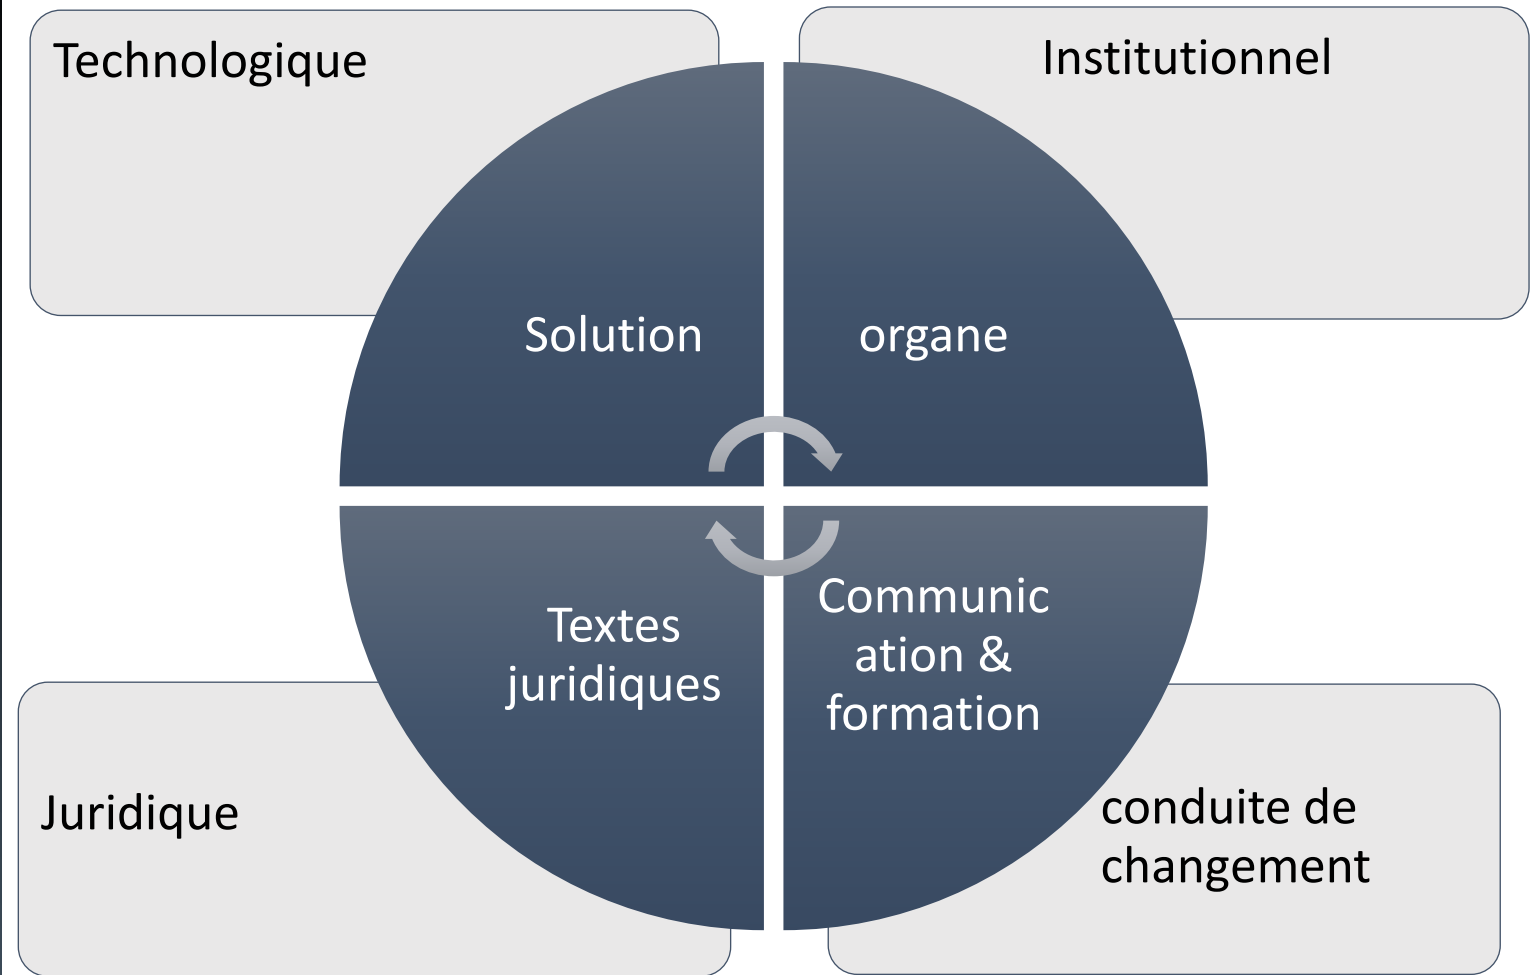 Technologique
Institutionnel
Solution
organe
Textes
juridiques
Communic
ation &
formation
Juridique
conduite de
changement